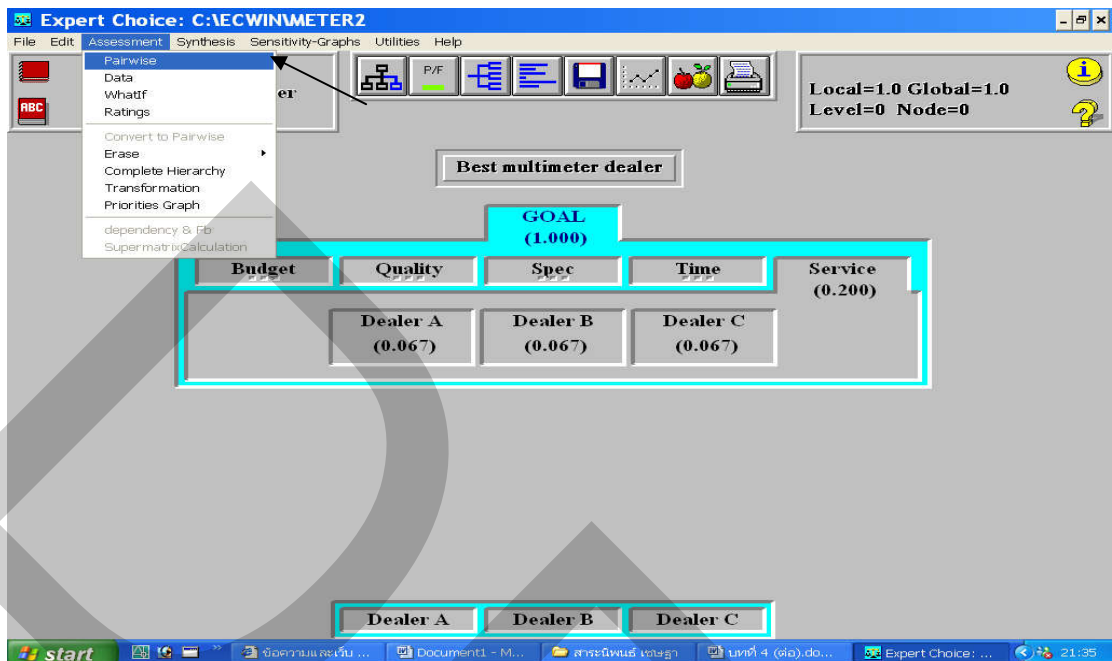 Expert Choice: C:\ECWIN\METER2
File Edit Assessment Synthesis Sensitivity-Graphs Utilities Help
Pairwise
Data
WhatIf
Ratings
Convert to Pairwise
Erase
Complete Hierarchy
Transformation
Priorities Graph
dependency & Fb
SupermatrixCalculation
ABC
er
P/F
Local=1.0 Global=1.0
Level=0 Node=0
Best multimeter dealer
GOAL
(1.000)
Budget Quality Spec Time Service
(0.200)
Dealer A Dealer B Dealer C
(0.067) (0.067) (0.067)
Dealer A Dealer B Dealer C
start ข้อความและเว็บ ... Document1 - M... สาระนิพนธ์ เชษฐา บทที่ 4 (ต่อ).do... Expert Choice: ... 21:35